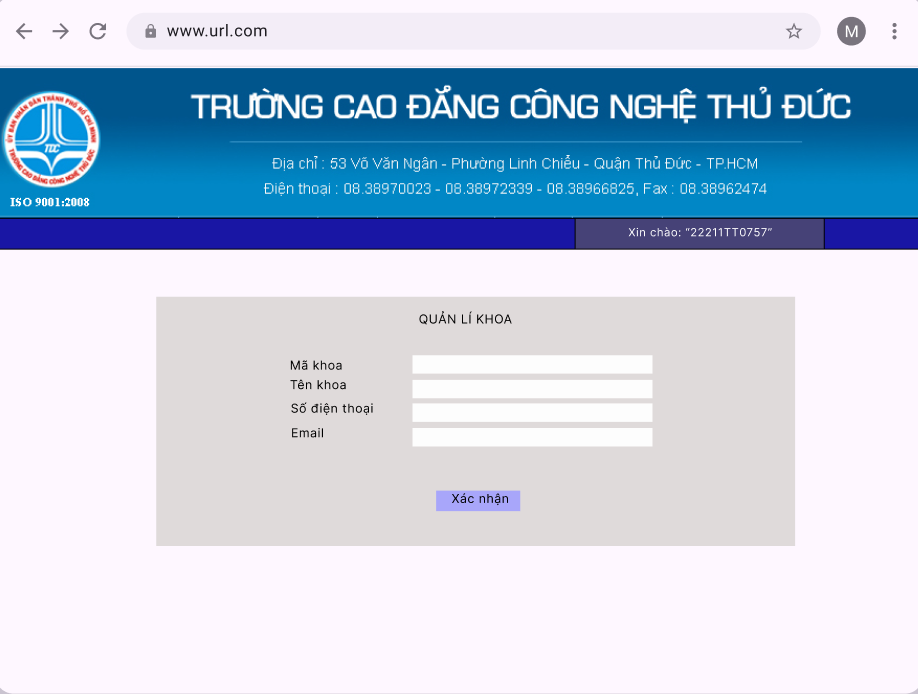 www.url.com
M
TRƯỜNG CAO ĐẲNG CÔNG NGHỆ THỦ ĐỨC
ỦY BAN NHÂN DÂN THÀNH PHỐ HỒ CHÍ MINH
TDC
TRƯỜNG CAO ĐẲNG CÔNG NGHỆ THỦ ĐỨC
ISO 9001:2008
Địa chỉ : 53 Võ Văn Ngân - Phường Linh Chiểu - Quận Thủ Đức - TP.HCM
Điện thoại : 08.38970023 - 08.38972339 - 08.38966825, Fax : 08.38962474
Xin chào: “22211TT0757”
QUẢN LÍ KHOA
Mã khoa
Tên khoa
Số điện thoại
Email
Xác nhận